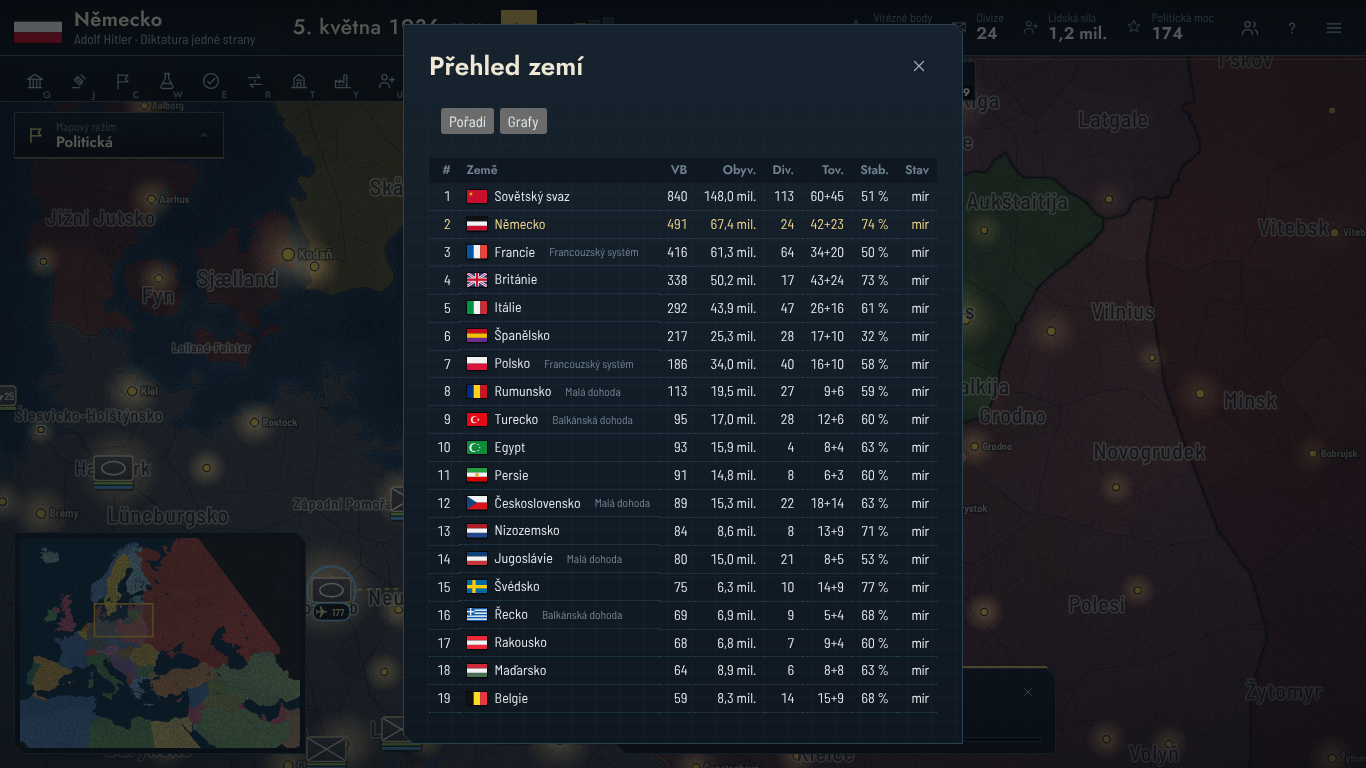 Německo
Adolf Hitler · Diktatura jedné strany
5. května 1936
Vítězné body
Divize
24
Lidská síla
1,2 mil.
Politická moc
174
?
Q J C W E R T Y U
Mapový režim
Politická
Přehled zemí
Pořadí Grafy
# Země VB Obyv. Div. Tov. Stab. Stav
1 Sovětský svaz 840 148,0 mil. 113 60+45 51 % mír
2 Německo 491 67,4 mil. 24 42+23 74 % mír
3 Francie Francouzský systém 416 61,3 mil. 64 34+20 50 % mír
4 Británie 338 50,2 mil. 17 43+24 73 % mír
5 Itálie 292 43,9 mil. 47 26+16 61 % mír
6 Španělsko 217 25,3 mil. 28 17+10 32 % mír
7 Polsko Francouzský systém 186 34,0 mil. 40 16+10 58 % mír
8 Rumunsko Malá dohoda 113 19,5 mil. 27 9+6 59 % mír
9 Turecko Balkánská dohoda 95 17,0 mil. 28 12+6 60 % mír
10 Egypt 93 15,9 mil. 4 8+4 63 % mír
11 Persie 91 14,8 mil. 8 6+3 60 % mír
12 Československo Malá dohoda 89 15,3 mil. 22 18+14 63 % mír
13 Nizozemsko 84 8,6 mil. 8 13+9 71 % mír
14 Jugoslávie Malá dohoda 80 15,0 mil. 21 8+5 53 % mír
15 Švédsko 75 6,3 mil. 10 14+9 77 % mír
16 Řecko Balkánská dohoda 69 6,9 mil. 9 5+4 68 % mír
17 Rakousko 68 6,8 mil. 7 9+4 60 % mír
18 Maďarsko 64 8,9 mil. 6 8+8 63 % mír
19 Belgie 59 8,3 mil. 14 15+9 68 % mír
Aalborg
Aarhus
Jižní Jutsko
Kodaň
Sjælland
Fyn
Lolland-Falster
Kiel
Šlesvicko-Holštýnsko
Rostock
Brémy
Lüneburgsko
Západní Pomořa
177
Pskov
Latgale
Aukštaitija
Vitebsk
Viteb
Vilnius
Minsk
Grodno
Grodno
Novogrudek
Bobrujsk
Polesí
Žytomyr
Volyň